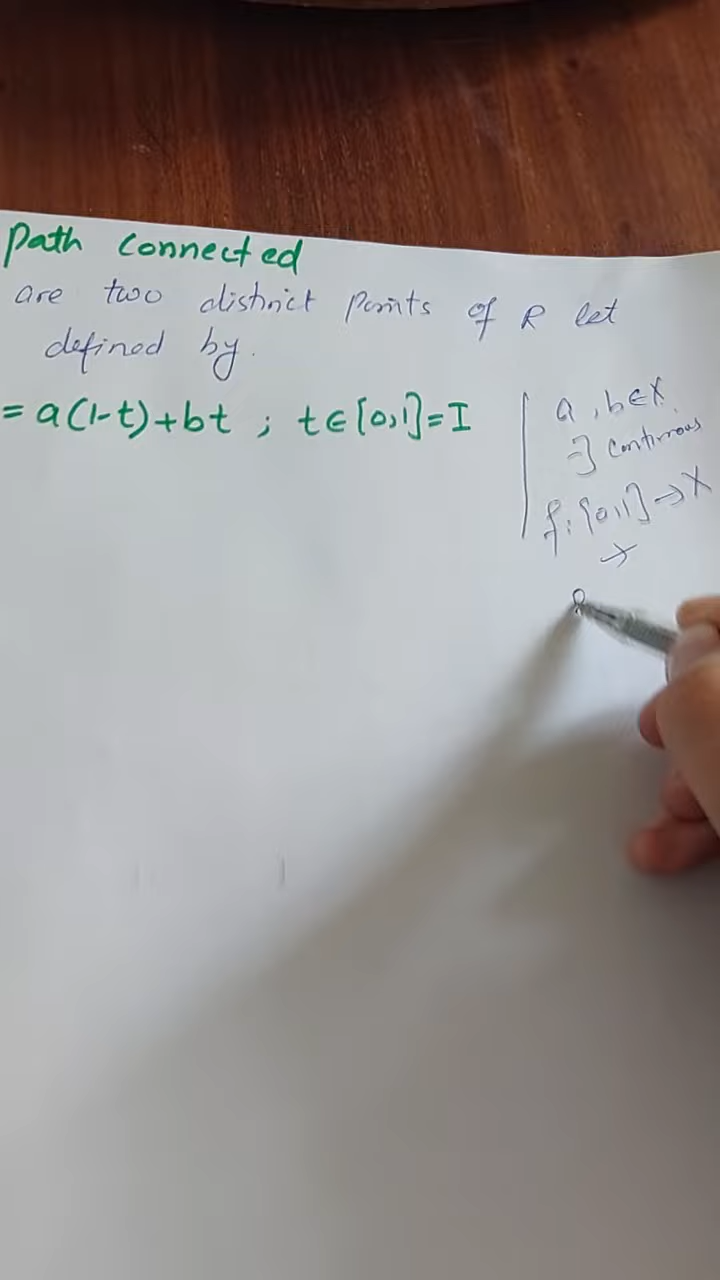 Path connected
are two distinct points of R let
defined by.
= a(1-t)+bt ; t∈[0,1]=I
a, b∈X.
∃ continuous
f:[0,1]→X